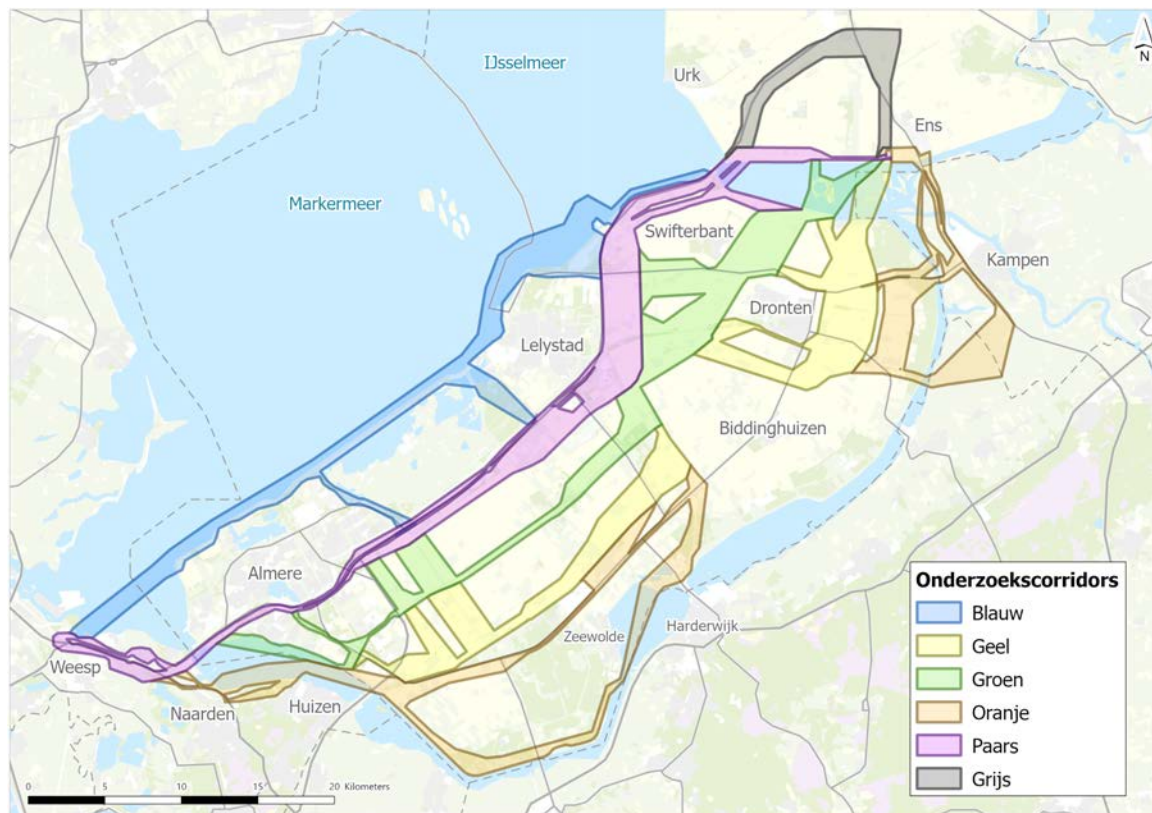 IJsselmeer
Urk
N
Ens
Markermeer
Swifterbant
Kampen
Dronten
Lelystad
Biddinghuizen
Almere
Zeewolde
Harderwijk
Weesp
Naarden
Huizen
Onderzoekscorridors
Blauw
Geel
Groen
Oranje
Paars
Grijs
0 5 10 15 20 Kilometers